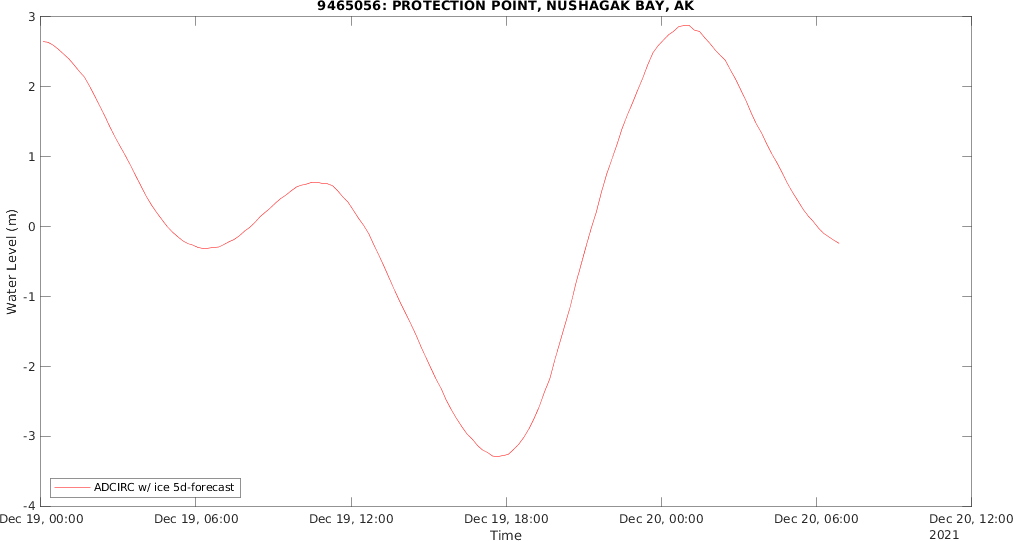 9465056: PROTECTION POINT, NUSHAGAK BAY, AK
3
2
1
0
-1
-2
-3
-4
Water Level (m)
ADCIRC w/ ice 5d-forecast
Dec 19, 00:00
Dec 19, 06:00
Dec 19, 12:00
Dec 19, 18:00
Dec 20, 00:00
Dec 20, 06:00
Dec 20, 12:00
Time
2021